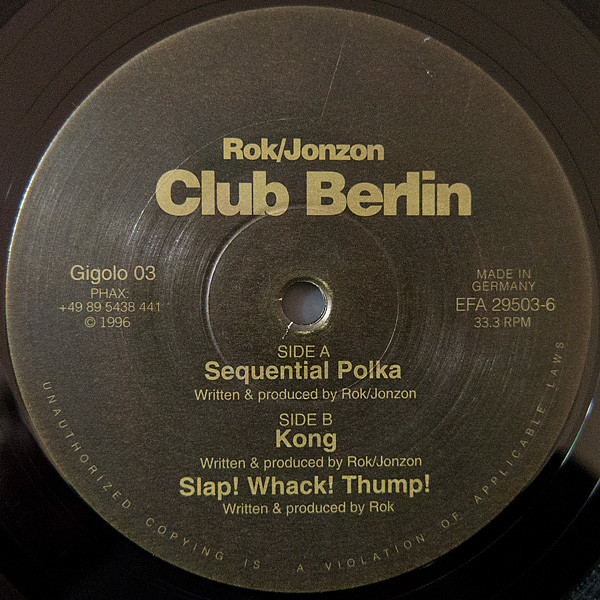 Rok/Jonzon
Club Berlin
Gigolo 03
PHAX:
+49 89 5438 441
© 1996
MADE IN
GERMANY
EFA 29503-6
33.3 RPM
SIDE A
Sequential Polka
Written & produced by Rok/Jonzon
SIDE B
Kong
Written & produced by Rok/Jonzon
Slap! Whack! Thump!
Written & produced by Rok
UNAUTHORIZED COPYING IS A VIOLATION OF APPLICABLE LAWS